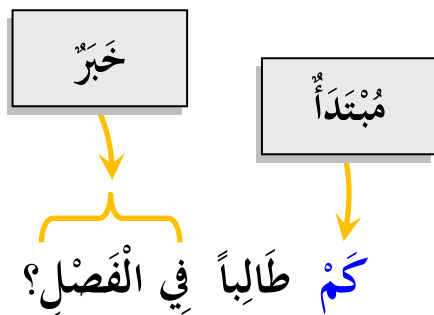 خَبَرٌ
مُبْتَدَأٌ
كَمْ طَالِباً فِي الْفَصْلِ؟